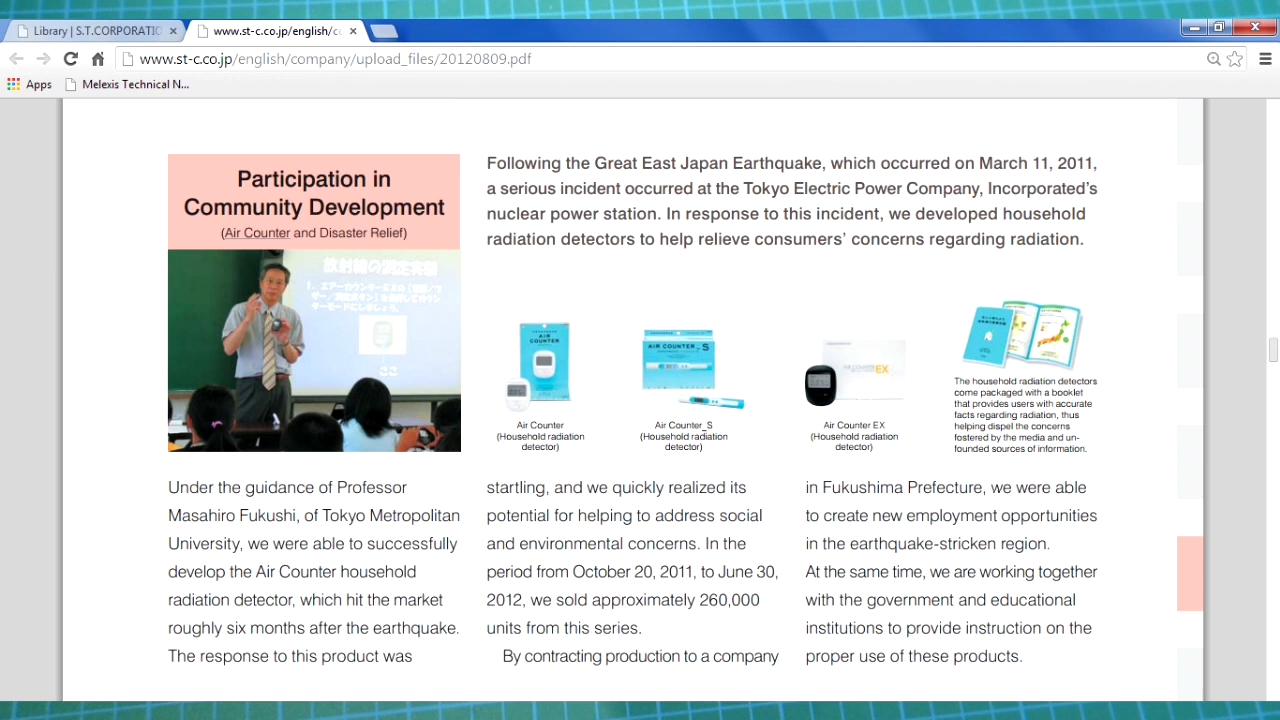 Library | S.T.CORPORATIO
www.st-c.co.jp/english/c
www.st-c.co.jp/english/company/upload_files/20120809.pdf
Apps
Melexis Technical N...
Participation in
Community Development
(Air Counter and Disaster Relief)
Following the Great East Japan Earthquake, which occurred on March 11, 2011,
a serious incident occurred at the Tokyo Electric Power Company, Incorporated's
nuclear power station. In response to this incident, we developed household
radiation detectors to help relieve consumers' concerns regarding radiation.
放射線の測定実験
AIR
COUNTER
AIR COUNTER_S
AIR COUNTER EX
Air Counter
(Household radiation
detector)
Air Counter_S
(Household radiation
detector)
Air Counter EX
(Household radiation
detector)
The household radiation detectors
come packaged with a booklet
that provides users with accurate
facts regarding radiation, thus
helping dispel the concerns
fostered by the media and un-
founded sources of information.
Under the guidance of Professor
Masahiro Fukushi, of Tokyo Metropolitan
University, we were able to successfully
develop the Air Counter household
radiation detector, which hit the market
roughly six months after the earthquake.
The response to this product was
startling, and we quickly realized its
potential for helping to address social
and environmental concerns. In the
period from October 20, 2011, to June 30,
2012, we sold approximately 260,000
units from this series.
By contracting production to a company
in Fukushima Prefecture, we were able
to create new employment opportunities
in the earthquake-stricken region.
At the same time, we are working together
with the government and educational
institutions to provide instruction on the
proper use of these products.